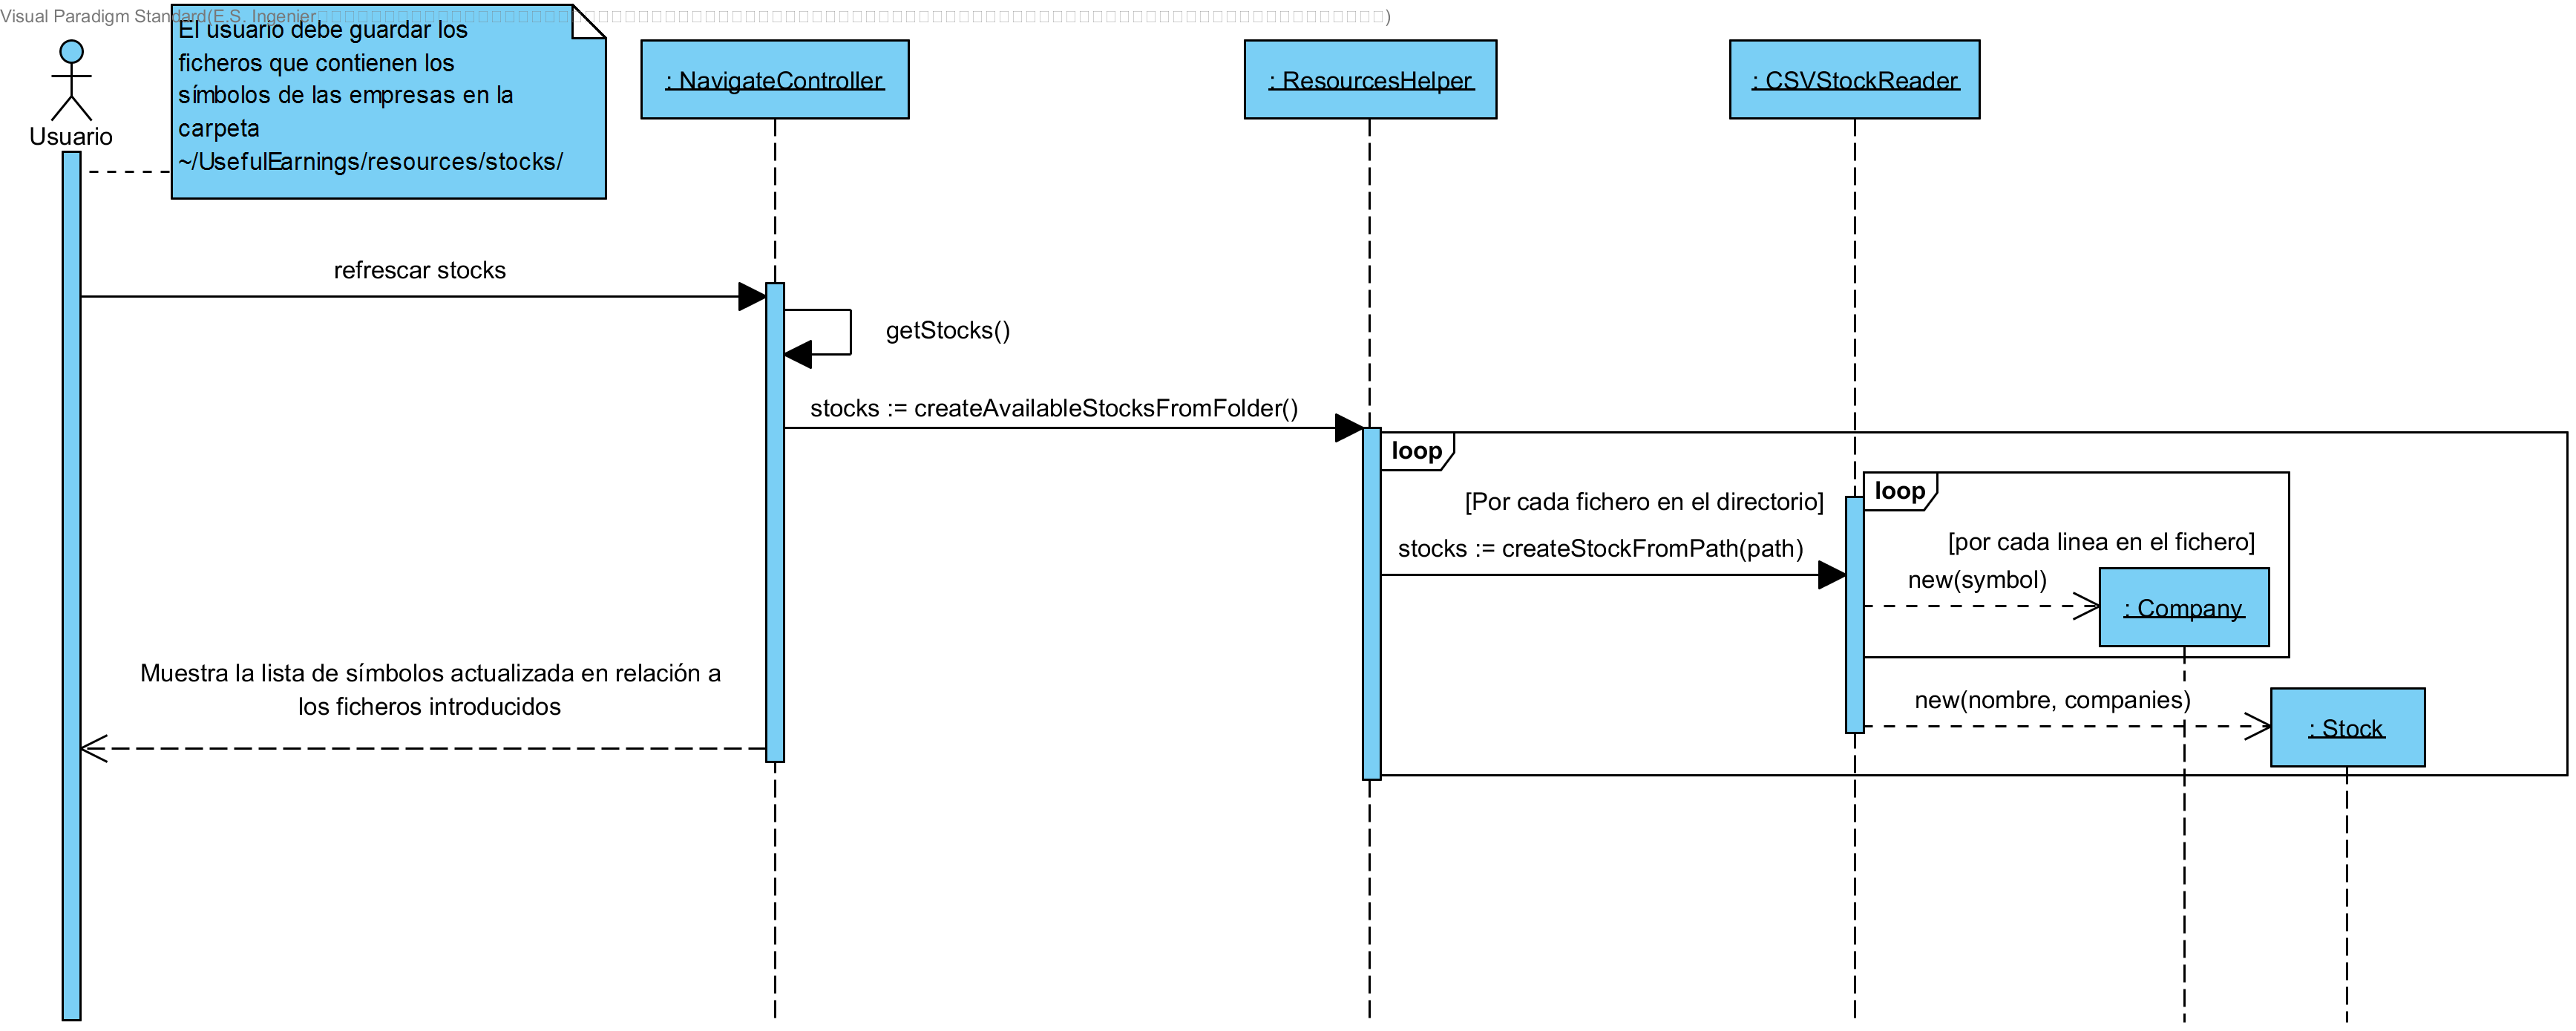 Visual Paradigm Standard(E.S. Ingenier
El usuario debe guardar los
ficheros que contienen los
símbolos de las empresas en la
carpeta
~/UsefulEarnings/resources/stocks/
Usuario
: NavigateController
: ResourcesHelper
: CSVStockReader
refrescar stocks
getStocks()
stocks := createAvailableStocksFromFolder()
loop
[Por cada fichero en el directorio]
stocks := createStockFromPath(path)
loop
[por cada linea en el fichero]
new(symbol)
: Company
Muestra la lista de símbolos actualizada en relación a
los ficheros introducidos
new(nombre, companies)
: Stock